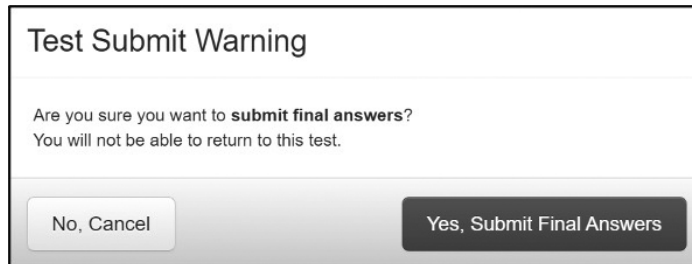 Test Submit Warning
Are you sure you want to submit final answers?
You will not be able to return to this test.
No, Cancel
Yes, Submit Final Answers